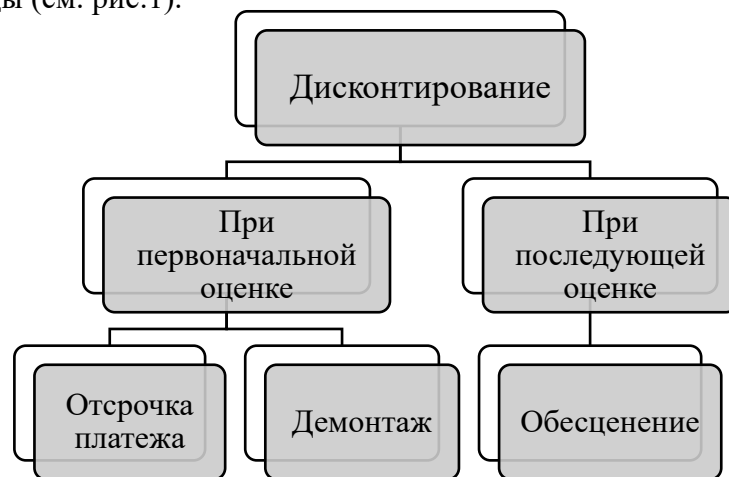 (см. рис.1).
Дисконтирование
При
первоначальной
оценке
При
последующей
оценке
Отсрочка
платежа
Демонтаж
Обесценение